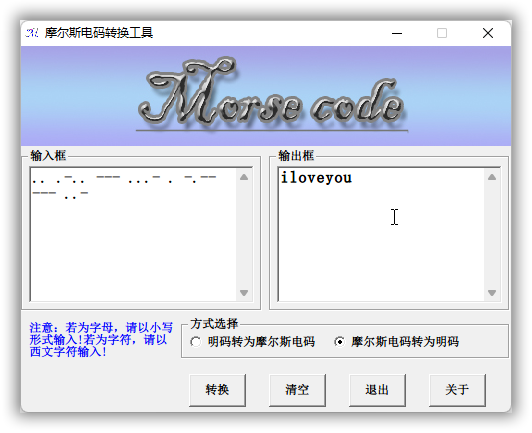 摩尔斯电码转换工具
Morse code
输入框
.. .-.. --- ...- . -.--
--- ..-
输出框
iloveyou
注意：若为字母，请以小写
形式输入!若为字符，请以
西文字符输入!
方式选择
明码转为摩尔斯电码
摩尔斯电码转为明码
转换
清空
退出
关于